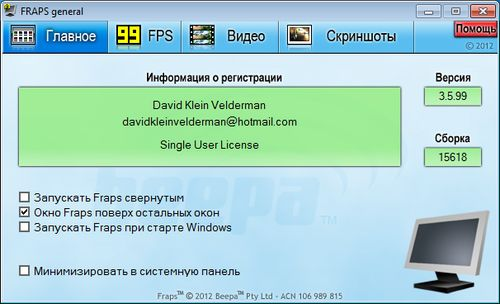 FRAPS general
Главное
99 FPS
Видео
Скриншоты
Помощь
© 2012
Информация о регистрации
Версия
David Klein Velderman
davidkleinvelderman@hotmail.com
Single User License
3.5.99
Сборка
15618
beepa™
Запускать Fraps свернутым
Окно Fraps поверх остальных окон
Запускать Fraps при старте Windows
Минимизировать в системную панель
Fraps™ © 2012 Beepa™ Pty Ltd - ACN 106 989 815